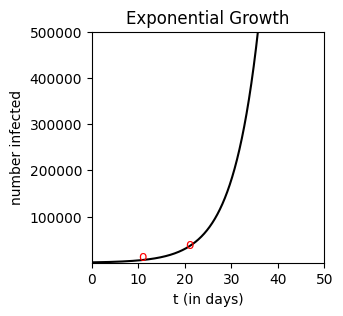 Exponential Growth
500000
400000
300000
200000
100000
number infected
o
o
0 10 20 30 40 50
t (in days)